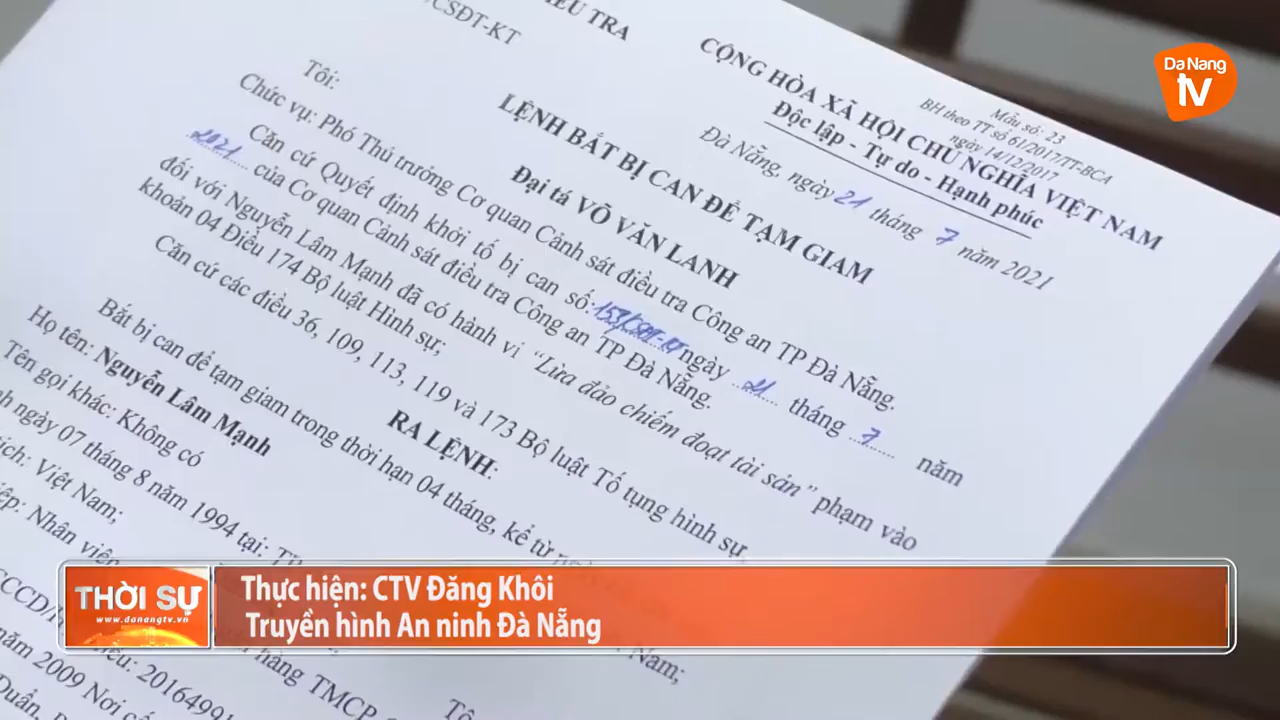 Da Nang
tv
Mẫu số: 23
BH theo TT số 61/2017/TT-BCA
ngày 14/12/2017
TRA
/CSĐT-KT
CỘNG HÒA XÃ HỘI CHỦ NGHĨA VIỆT NAM
Độc lập - Tự do - Hạnh phúc
Đà Nẵng, ngày 21 tháng 7 năm 2021
LỆNH BẮT BỊ CAN ĐỂ TẠM GIAM
Tôi: Đại tá VÕ VĂN LANH
Chức vụ: Phó Thủ trưởng Cơ quan Cảnh sát điều tra Công an TP Đà Nẵng.
Căn cứ Quyết định khởi tố bị can số: ngày 21 tháng 7 năm
2021 của Cơ quan Cảnh sát điều tra Công an TP Đà Nẵng.
đối với Nguyễn Lâm Mạnh đã có hành vi “Lừa đảo chiếm đoạt tài sản” phạm vào
khoản 04 Điều 174 Bộ luật Hình sự;
Căn cứ các điều 36, 109, 113, 119 và 173 Bộ luật Tố tụng hình sự,
RA LỆNH:
Bắt bị can để tạm giam trong thời hạn 04 tháng, kể từ
Họ tên: Nguyễn Lâm Mạnh
Tên gọi khác: Không có
ngày 07 tháng 8 năm 1994 tại:
tịch: Việt Nam;
Nhân viên
hàng TMCP
Nam;
CCCD/
2016499
năm 2009 Nơi
Duẩn,
THỜI SỰ
www.danangtv.vn
Thực hiện: CTV Đăng Khôi
Truyền hình An ninh Đà Nẵng